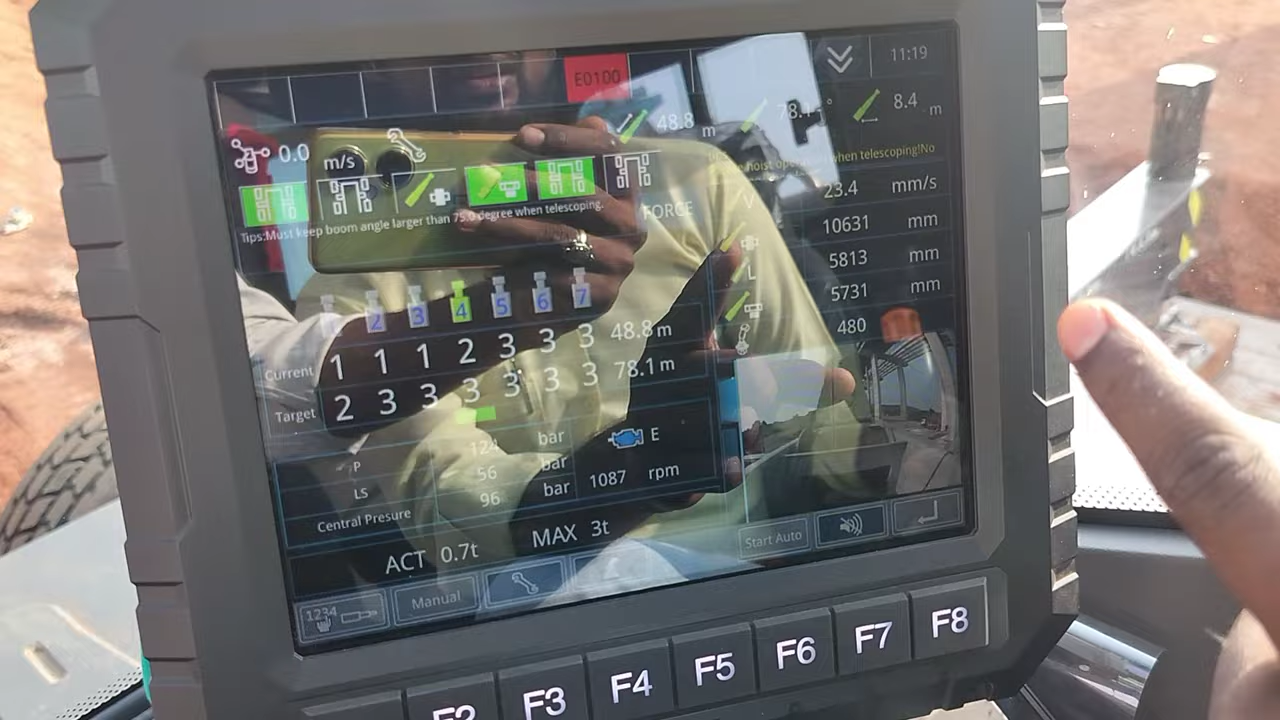 E0100
11:19
0.0 m/s
48.8 m
8.4 m
hoist when telescoping!No
Tips:Must keep boom angle larger than 75.0 degree when telescoping.
FORCE
V
23.4 mm/s
10631 mm
5813 mm
L
5731 mm
480
2 3 4 5 6 7
Current 1 1 1 2 3 3 3 48.8m
Target 2 3 3 3 3 3 3 78.1m
P 124 bar
E
LS 56 bar
Central Presure 96 bar
1087 rpm
ACT 0.7t MAX 3t
1234 Manual Start Auto
F2 F3 F4 F5 F6 F7 F8